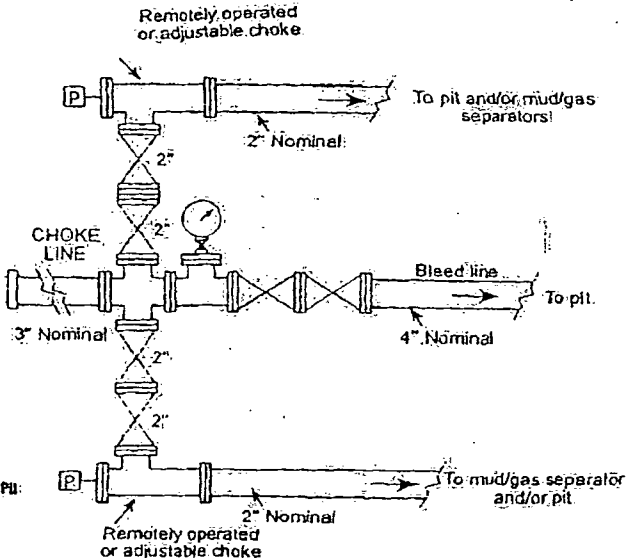 Remotely operated
or adjustable choke
P
To pit and/or mud/gas
separators
2" Nominal
2"
2"
CHOKE
LINE
Bleed line
To pit
3" Nominal
4" Nominal
2"
2"
P
To mud/gas separator
and/or pit
2" Nominal
Remotely operated
or adjustable choke